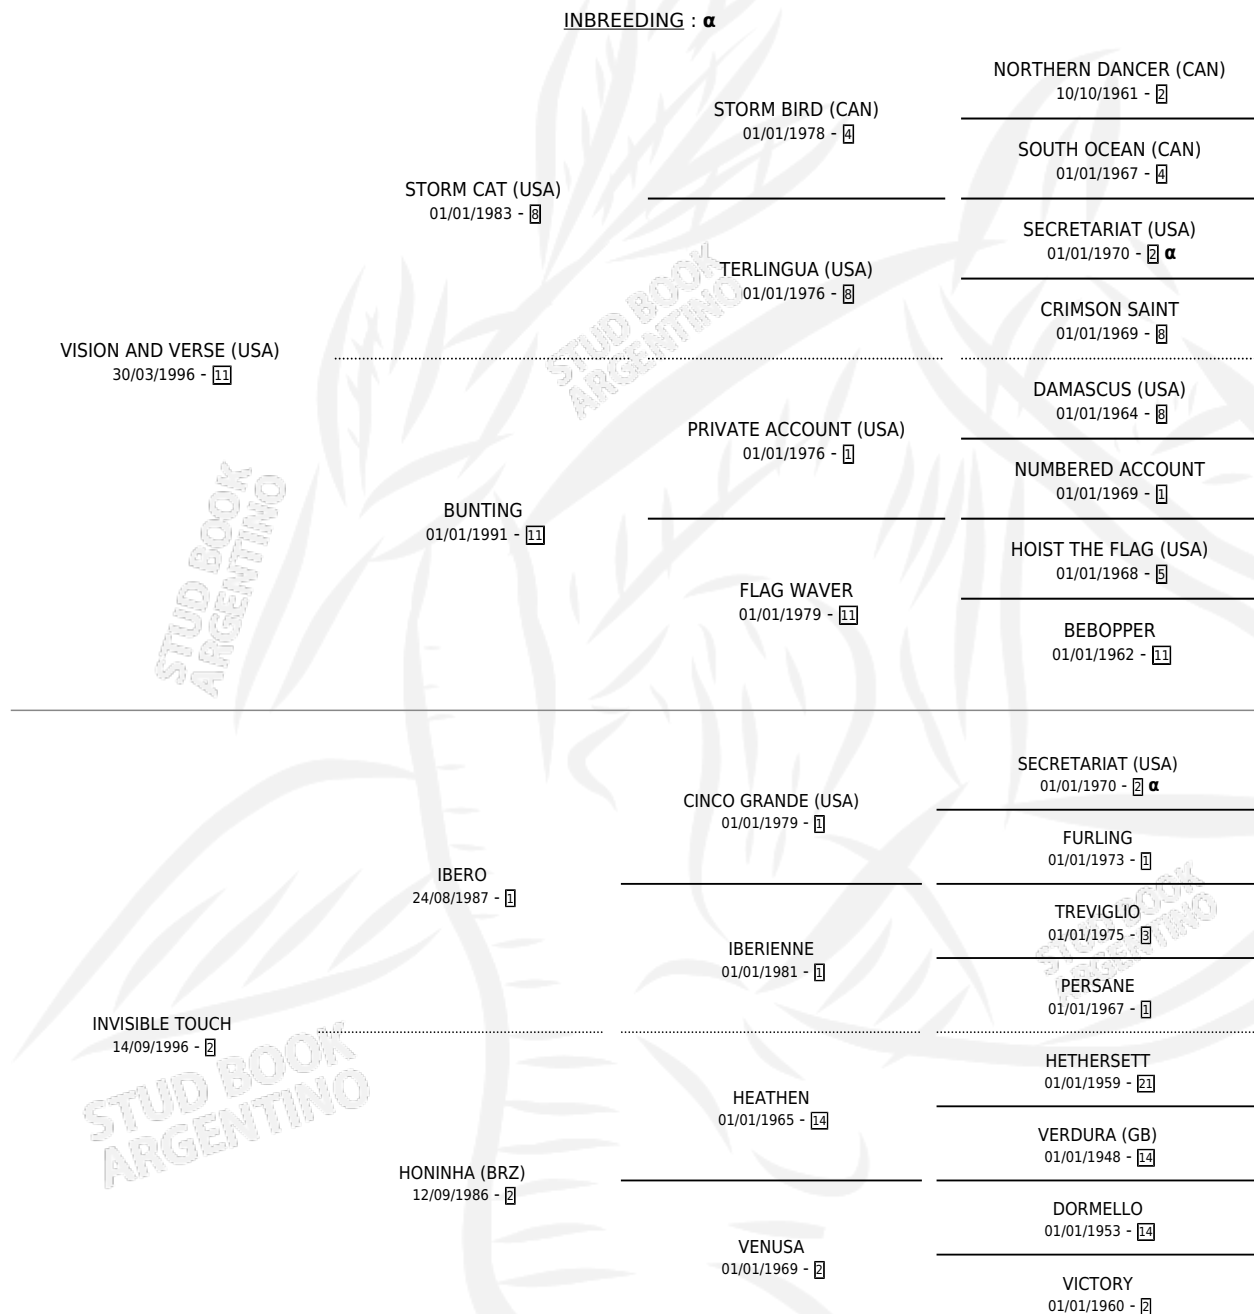 INBREEDING : α
NORTHERN DANCER (CAN)
10/10/1961 - 2
STORM BIRD (CAN)
01/01/1978 - 4
SOUTH OCEAN (CAN)
01/01/1967 - 4
STORM CAT (USA)
01/01/1983 - 8
SECRETARIAT (USA)
01/01/1970 - 2 α
TERLINGUA (USA)
01/01/1976 - 8
CRIMSON SAINT
01/01/1969 - 8
VISION AND VERSE (USA)
30/03/1996 - 11
DAMASCUS (USA)
01/01/1964 - 8
PRIVATE ACCOUNT (USA)
01/01/1976 - 1
NUMBERED ACCOUNT
01/01/1969 - 1
BUNTING
01/01/1991 - 11
HOIST THE FLAG (USA)
01/01/1968 - 5
FLAG WAVER
01/01/1979 - 11
BEBOPPER
01/01/1962 - 11
SECRETARIAT (USA)
01/01/1970 - 2 α
CINCO GRANDE (USA)
01/01/1979 - 1
FURLING
01/01/1973 - 1
IBERO
24/08/1987 - 1
TREVIGLIO
01/01/1975 - 3
IBERIENNE
01/01/1981 - 1
PERSANE
01/01/1967 - 1
INVISIBLE TOUCH
14/09/1996 - 2
HETHERSETT
01/01/1959 - 21
HEATHEN
01/01/1965 - 14
VERDURA (GB)
01/01/1948 - 14
HONINHA (BRZ)
12/09/1986 - 2
DORMELLO
01/01/1953 - 14
VENUSA
01/01/1969 - 2
VICTORY
01/01/1960 - 2
STUD BOOK
ARGENTINO
STUD BOOK
ARGENTINO
STUD BOOK
ARGENTINO
STUD BOOK
ARGENTINO